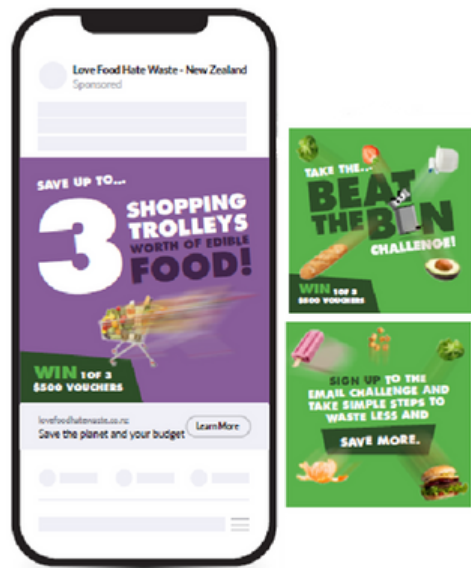 Love Food Hate Waste - New Zealand
Sponsored
SAVE UP TO...
3
SHOPPING
TROLLEYS
WORTH OF EDIBLE
FOOD!
WIN 1 OF 3
$500 VOUCHERS
lovefoodhatewaste.co.nz
Save the planet and your budget
Learn More
TAKE THE...
BEAT
THE BIN
CHALLENGE!
WIN 1 OF 3
$500 VOUCHERS
SIGN UP TO THE
EMAIL CHALLENGE AND
TAKE SIMPLE STEPS TO
WASTE LESS AND
SAVE MORE.